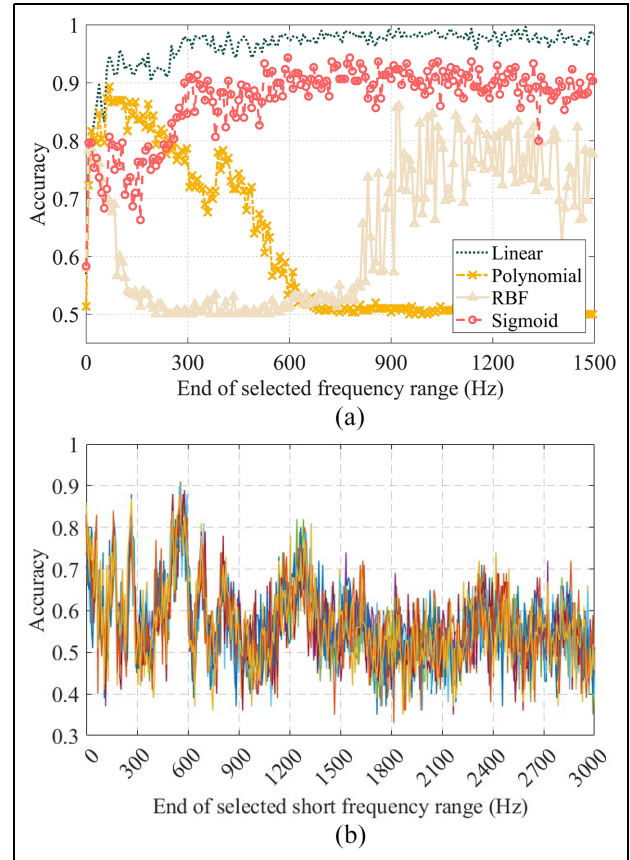 1
0.9
0.8
0.7
0.6
0.5
Accuracy
Linear
Polynomial
RBF
Sigmoid
0 300 600 900 1200 1500
End of selected frequency range (Hz)
(a)
1
0.9
0.8
0.7
0.6
0.5
0.4
0.3
Accuracy
0 300 600 900 1200 1500 1800 2100 2400 2700 3000
End of selected short frequency range (Hz)
(b)